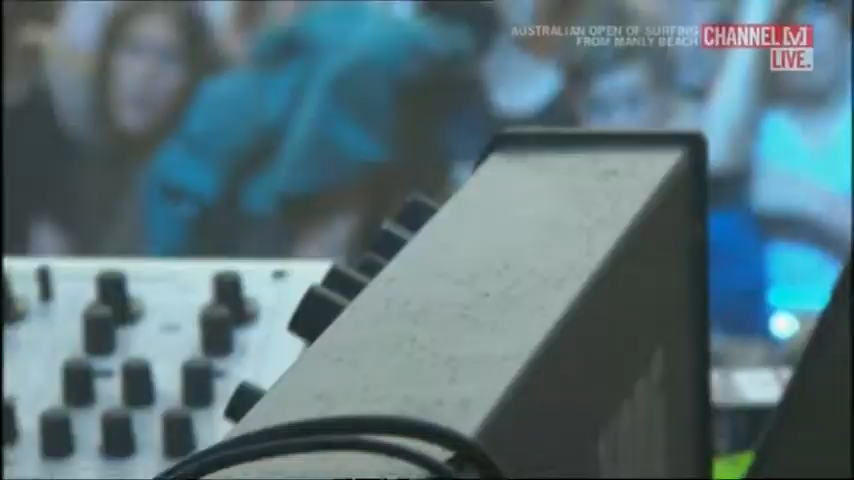 AUSTRALIAN OPEN OF SURFING
FROM MANLY BEACH
CHANNEL [V]
LIVE.